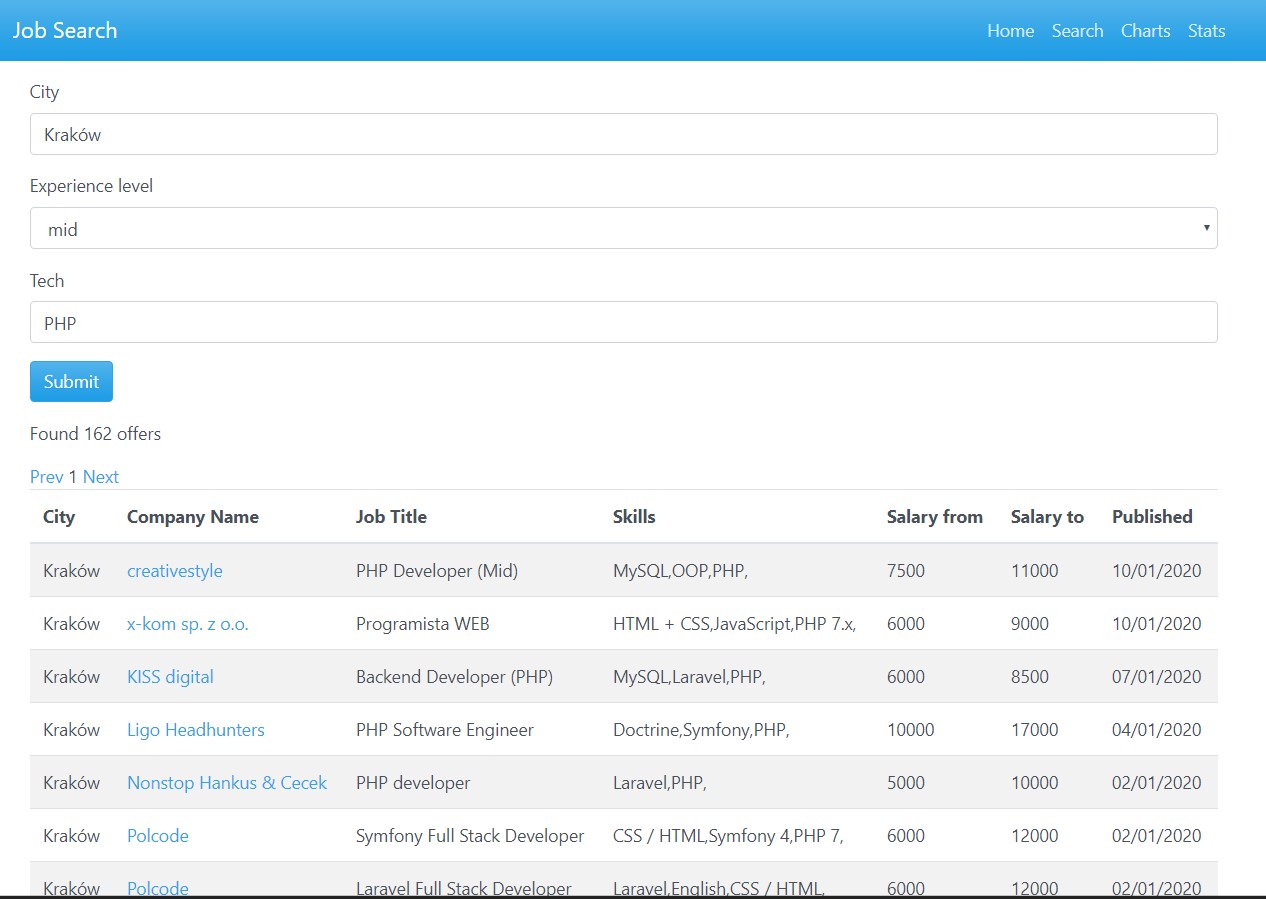 Job Search Home Search Charts Stats
City
Kraków
Experience level
mid
Tech
PHP
Submit
Found 162 offers
Prev 1 Next
City Company Name Job Title Skills Salary from Salary to Published
Kraków creativestyle PHP Developer (Mid) MySQL,OOP,PHP, 7500 11000 10/01/2020
Kraków x-kom sp. z o.o. Programista WEB HTML + CSS,JavaScript,PHP 7.x, 6000 9000 10/01/2020
Kraków KISS digital Backend Developer (PHP) MySQL,Laravel,PHP, 6000 8500 07/01/2020
Kraków Ligo Headhunters PHP Software Engineer Doctrine,Symfony,PHP, 10000 17000 04/01/2020
Kraków Nonstop Hankus & Cecek PHP developer Laravel,PHP, 5000 10000 02/01/2020
Kraków Polcode Symfony Full Stack Developer CSS / HTML,Symfony 4,PHP 7, 6000 12000 02/01/2020
Kraków Polcode Laravel Full Stack Developer Laravel,English,CSS / HTML, 6000 12000 02/01/2020